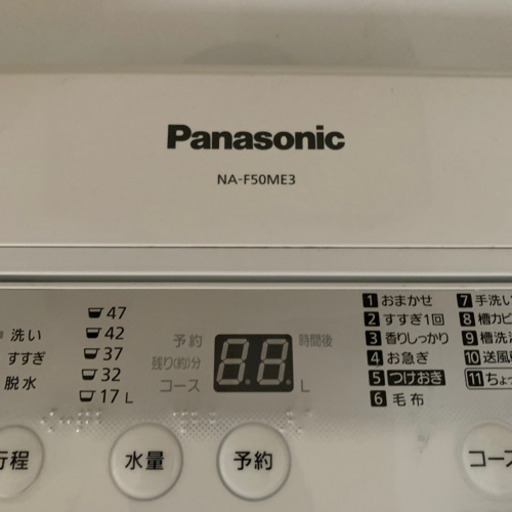 Panasonic
NA-F50ME3
洗い
すすぎ
脱水
47
42
37
32
17 L
予約
残り(約)分
コース
88
時間後
L
1 おまかせ
2 すすぎ1回
3 香りしっかり
4 お急ぎ
5 つけおき
6 毛布
7 手洗い
8 槽カビ
9 槽洗
10 送風
11 ちょ
行程
水量
予約
コース